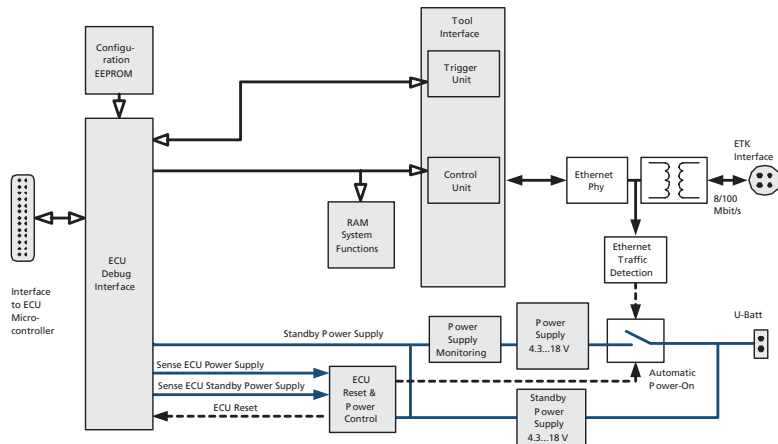 Tool
Interface
Configu-
ration
EEPROM
Trigger
Unit
Control
Unit
Ethernet
Phy
ETK
Interface
8/100
Mbit/s
RAM
System
Functions
Ethernet
Traffic
Detection
ECU
Debug
Interface
Interface
to ECU
Micro-
controller
Standby Power Supply
Power
Supply
Monitoring
Power
Supply
4.3...18 V
U-Batt
Automatic
Power-On
Sense ECU Power Supply
Sense ECU Standby Power Supply
ECU Reset
ECU
Reset &
Power
Control
Standby
Power
Supply
4.3...18 V